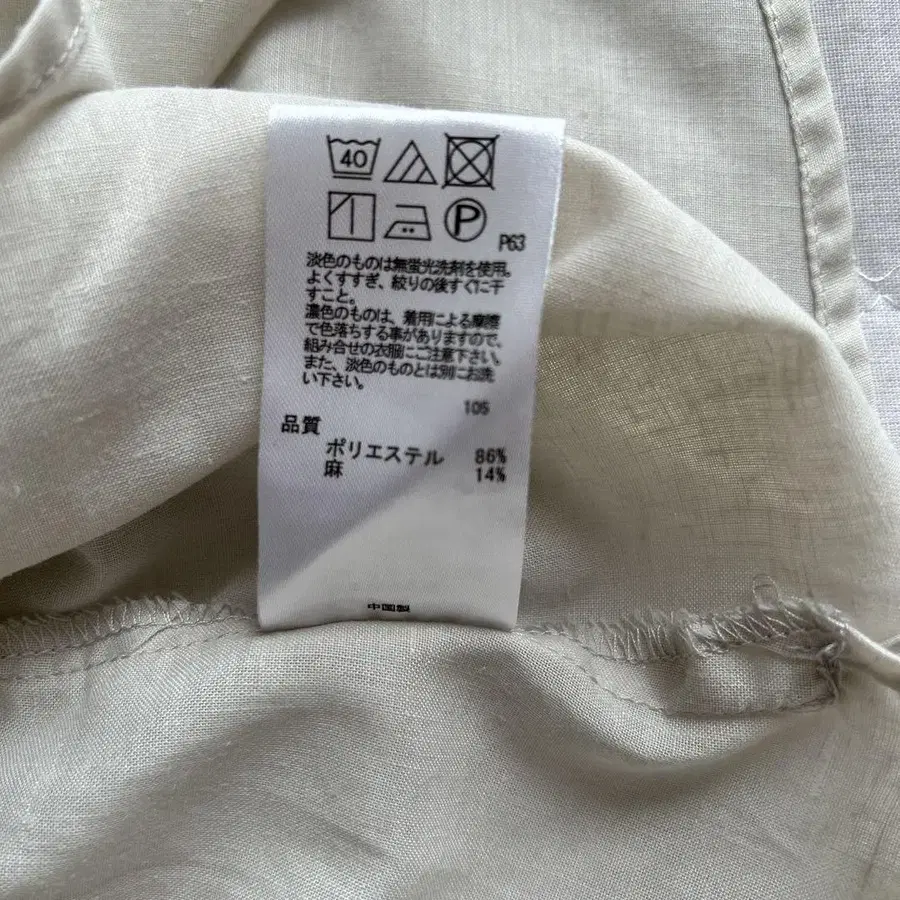 40
P
P63
淡色のものは無蛍光洗剤を使用。
よくすすぎ、絞りの後すぐに干
すこと。
濃色のものは、着用による摩擦
で色落ちする事がありますので、
組み合せの衣服にご注意下さい。
また、淡色のものとは別にお洗
い下さい。
105
品質
ポリエステル 86%
麻 14%
中国製